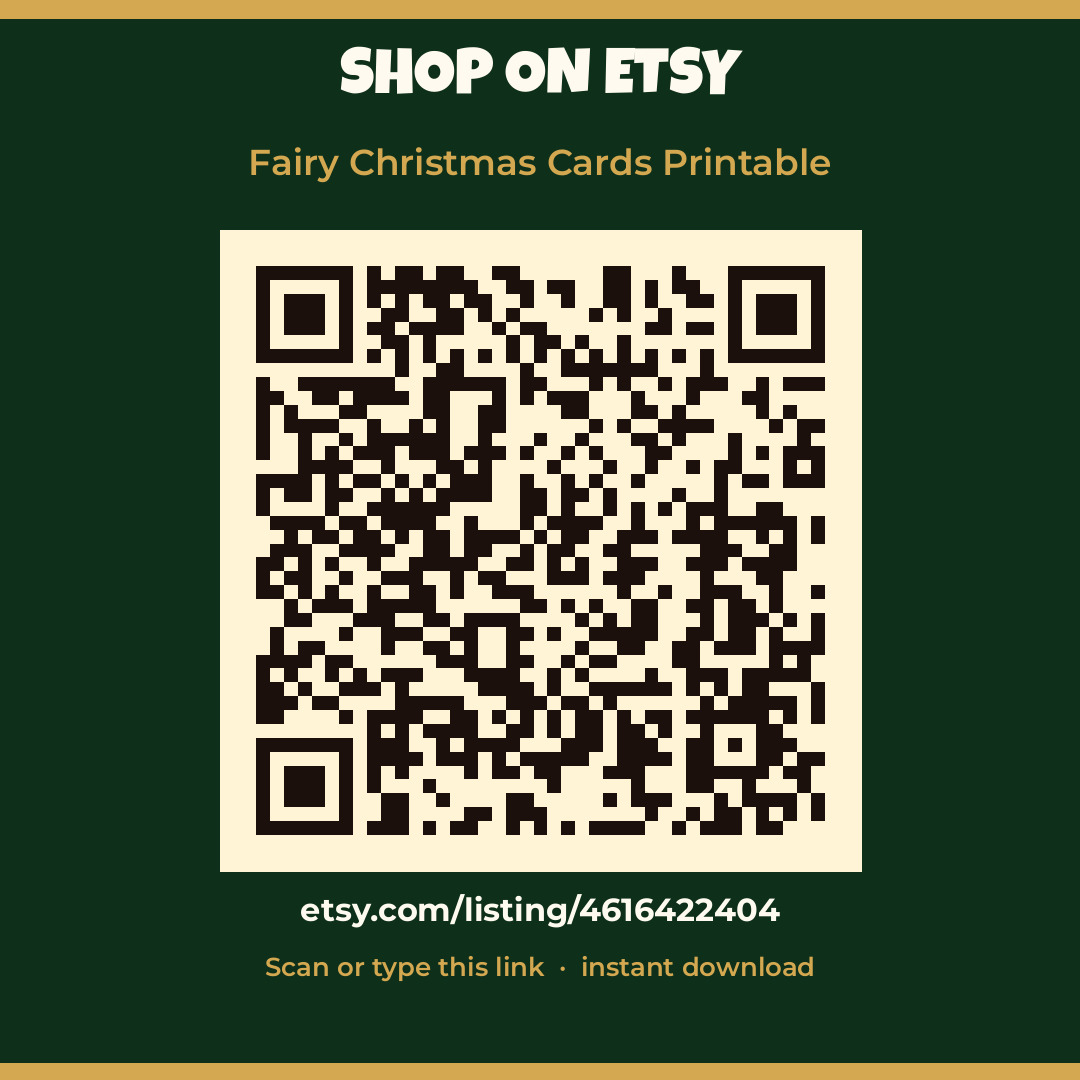 SHOP ON ETSY
Fairy Christmas Cards Printable
etsy.com/listing/4616422404
Scan or type this link · instant download